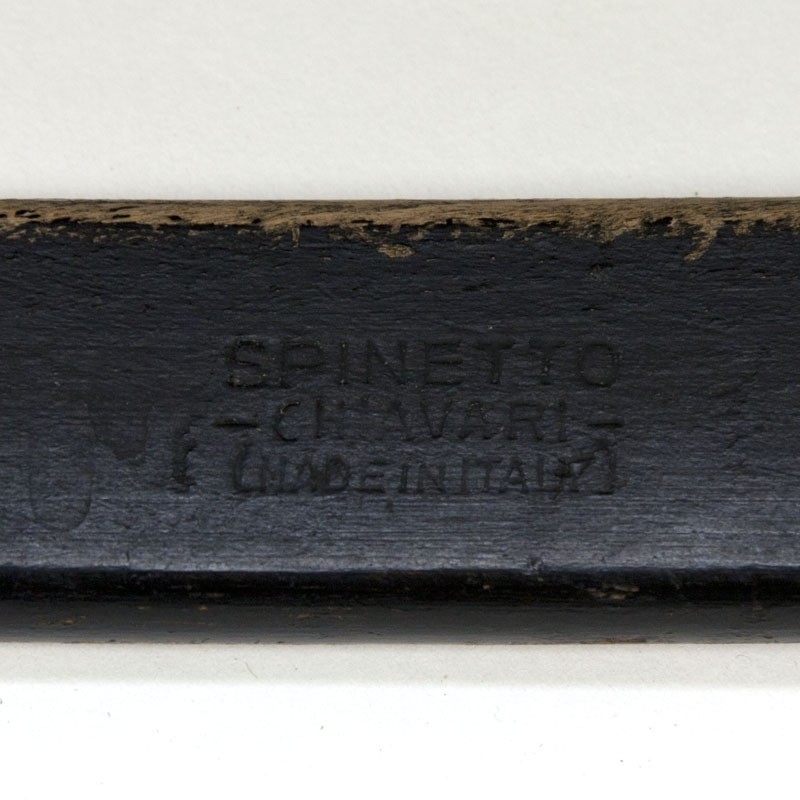 SPINETTO
-CHIAVARI-
(MADE IN ITALY)